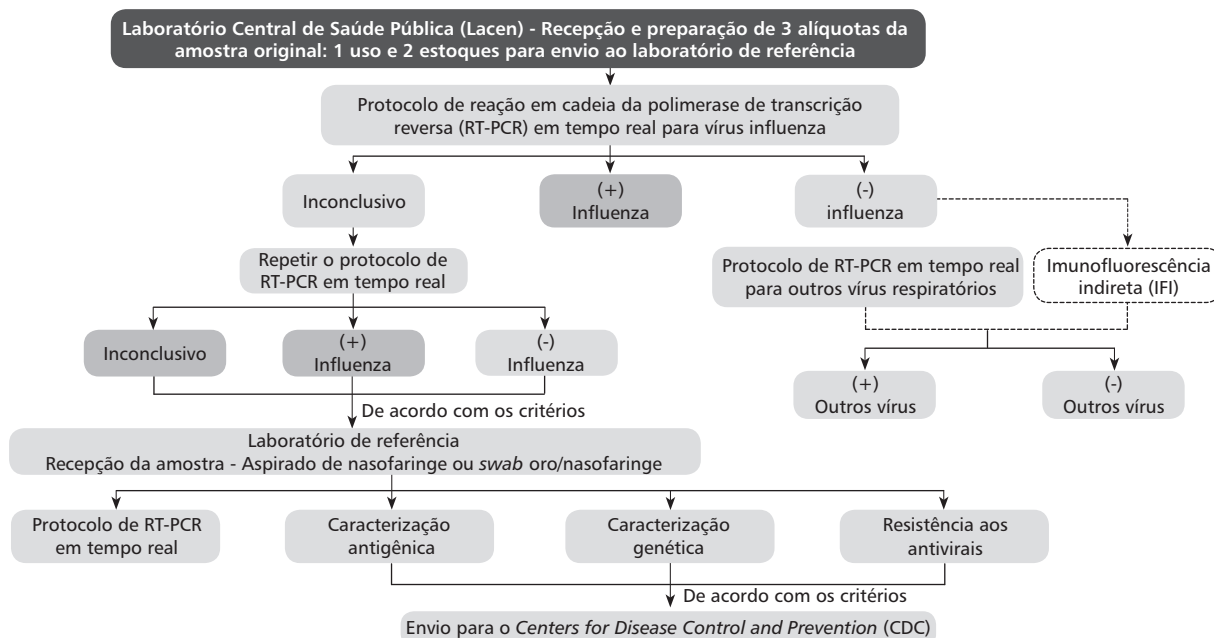 Laboratório Central de Saúde Pública (Lacen) - Recepção e preparação de 3 alíquotas da
amostra original: 1 uso e 2 estoques para envio ao laboratório de referência
Protocolo de reação em cadeia da polimerase de transcrição
reversa (RT-PCR) em tempo real para vírus influenza
Inconclusivo
(+)
Influenza
(-)
influenza
Repetir o protocolo de
RT-PCR em tempo real
Protocolo de RT-PCR em tempo real
para outros vírus respiratórios
Imunofluorescência
indireta (IFI)
Inconclusivo
(+)
Influenza
(-)
Influenza
(+)
Outros vírus
(-)
Outros vírus
De acordo com os critérios
Laboratório de referência
Recepção da amostra - Aspirado de nasofaringe ou swab oro/nasofaringe
Protocolo de RT-PCR
em tempo real
Caracterização
antigênica
Caracterização
genética
Resistência aos
antivirais
De acordo com os critérios
Envio para o Centers for Disease Control and Prevention (CDC)